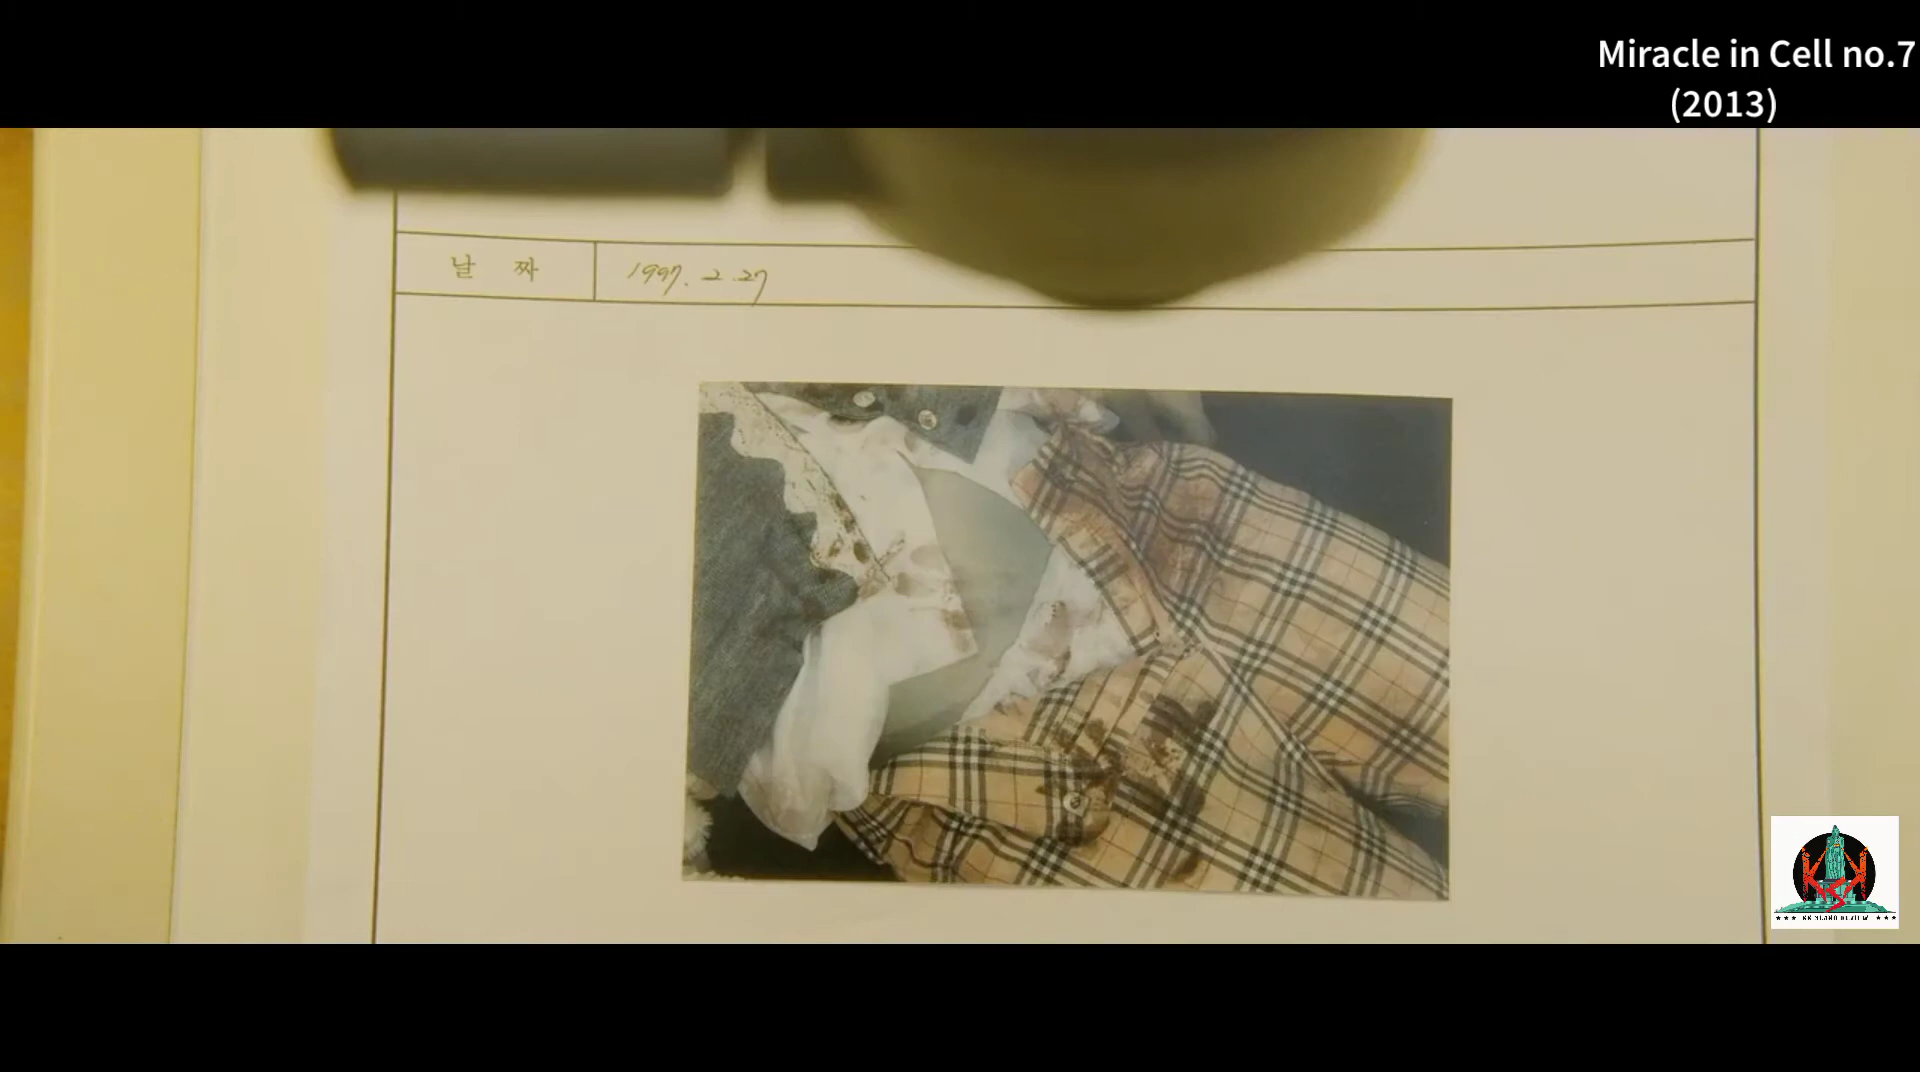 Miracle in Cell no.7
(2013)
날 짜
1997. 2. 27